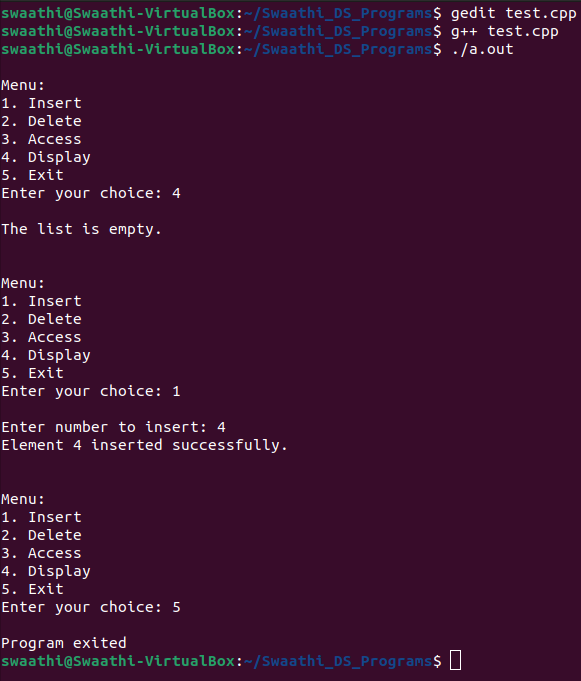 swaathi@Swaathi-VirtualBox:~/Swaathi_DS_Programs$ gedit test.cpp
swaathi@Swaathi-VirtualBox:~/Swaathi_DS_Programs$ g++ test.cpp
swaathi@Swaathi-VirtualBox:~/Swaathi_DS_Programs$ ./a.out
Menu:
1. Insert
2. Delete
3. Access
4. Display
5. Exit
Enter your choice: 4
The list is empty.
Menu:
1. Insert
2. Delete
3. Access
4. Display
5. Exit
Enter your choice: 1
Enter number to insert: 4
Element 4 inserted successfully.
Menu:
1. Insert
2. Delete
3. Access
4. Display
5. Exit
Enter your choice: 5
Program exited
swaathi@Swaathi-VirtualBox:~/Swaathi_DS_Programs$